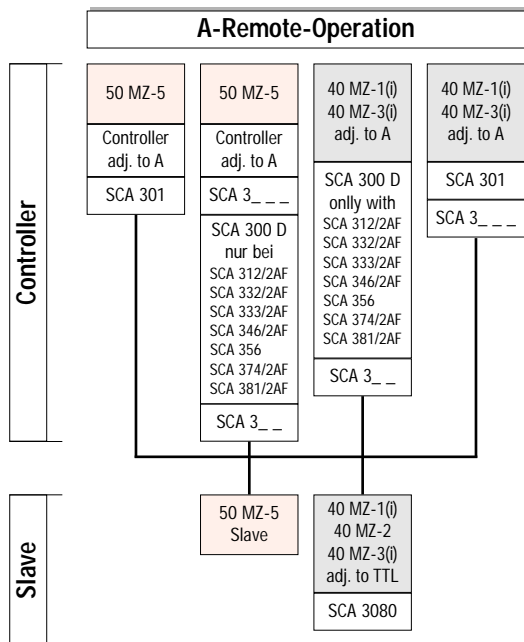 A-Remote-Operation
Controller
50 MZ-5
Controller
adj. to A
SCA 301
50 MZ-5
Controller
adj. to A
SCA 3_ _ _
SCA 300 D
nur bei
SCA 312/2AF
SCA 332/2AF
SCA 333/2AF
SCA 346/2AF
SCA 356
SCA 374/2AF
SCA 381/2AF
SCA 3_ _
40 MZ-1(i)
40 MZ-3(i)
adj. to A
SCA 300 D
onlly with
SCA 312/2AF
SCA 332/2AF
SCA 333/2AF
SCA 346/2AF
SCA 356
SCA 374/2AF
SCA 381/2AF
SCA 3_ _
40 MZ-1(i)
40 MZ-3(i)
adj. to A
SCA 301
SCA 3_ _ _
Slave
50 MZ-5
Slave
40 MZ-1(i)
40 MZ-2
40 MZ-3(i)
adj. to TTL
SCA 3080